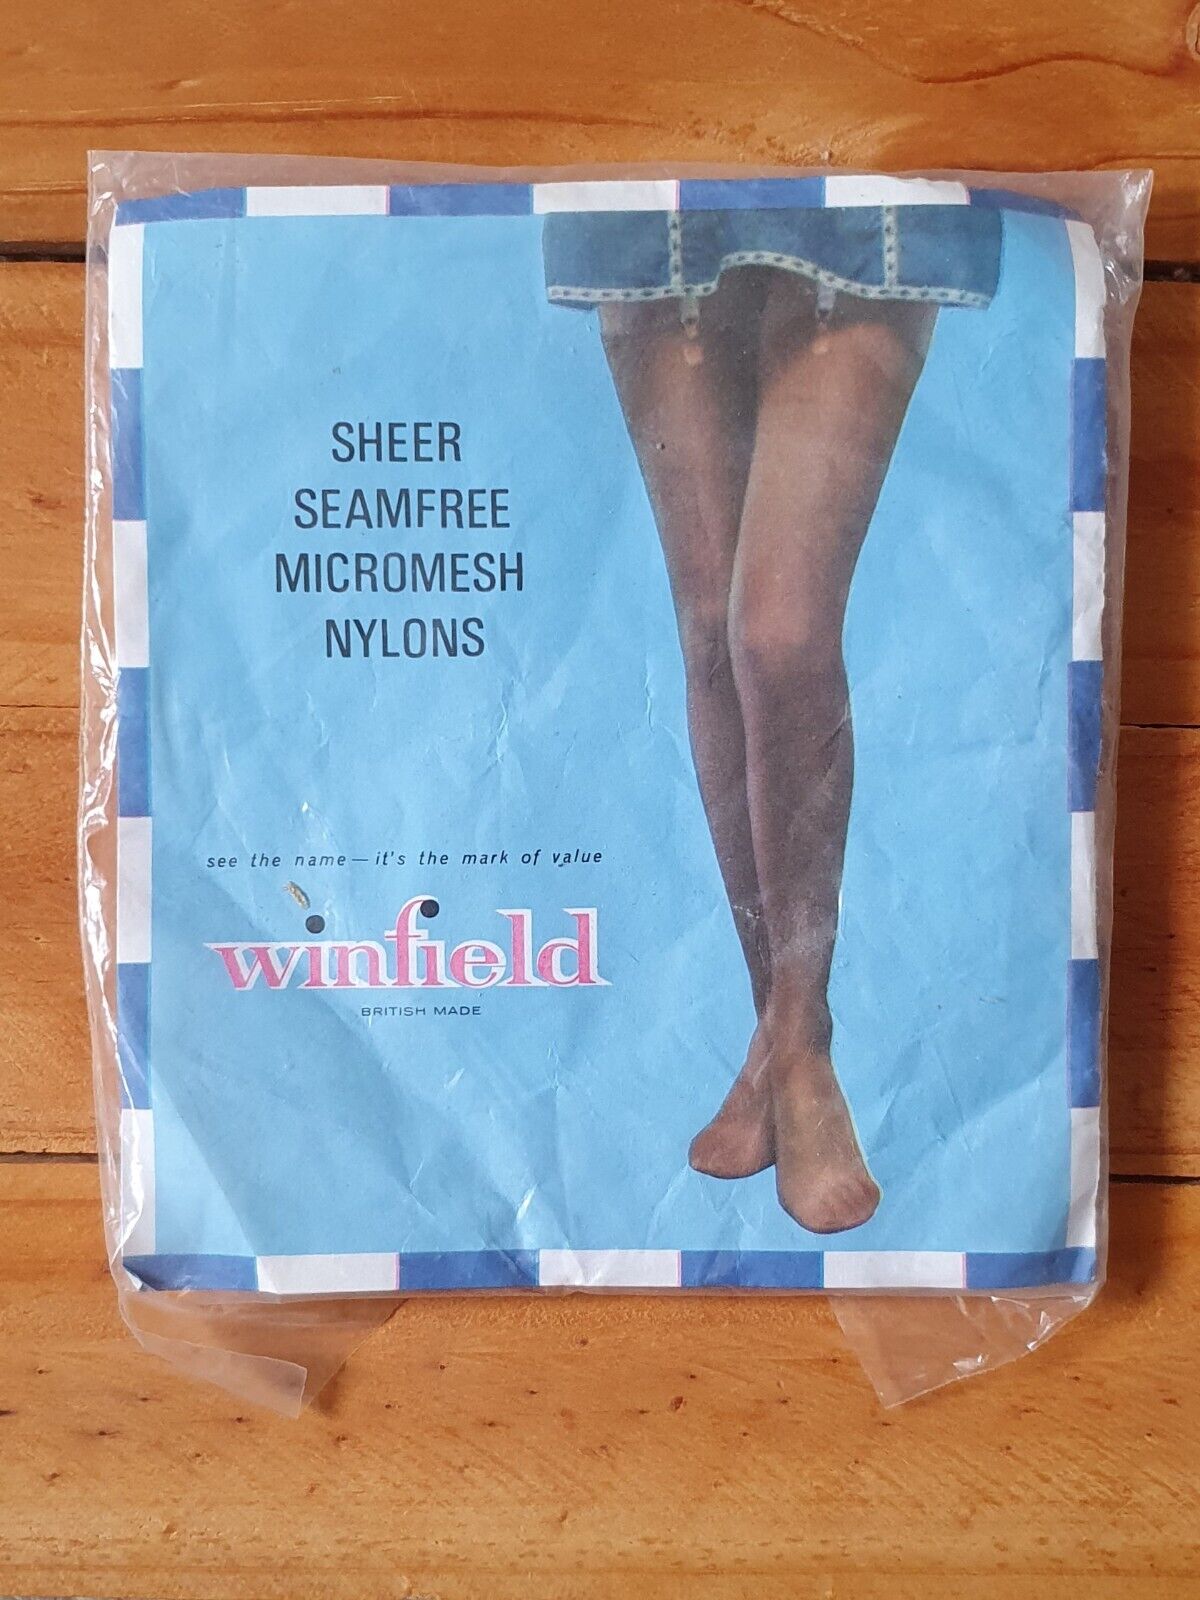 SHEER
SEAMFREE
MICROMESH
NYLONS
see the name — it's the mark of value
winfield
BRITISH MADE